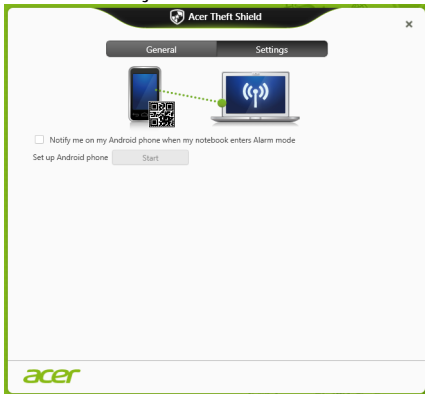 Acer Theft Shield
General
Settings
Notify me on my Android phone when my notebook enters Alarm mode
Set up Android phone
Start
acer